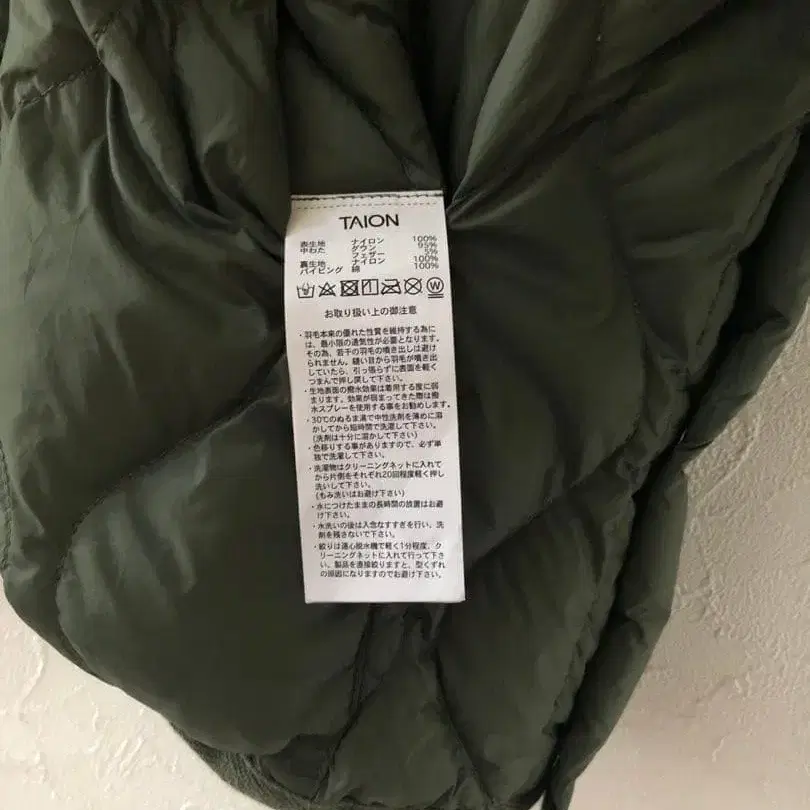 TAION
表生地 ナイロン 100%
中わた ダウン 95%
フェザー 5%
裏生地 ナイロン 100%
パイピング 綿 100%
お取り扱い上の御注意
・羽毛本来の優れた性質を維持する為に
は、最小限の通気性が必要となります。
その為、若干の羽毛の噴き出しは避け
られません。縫い目から羽毛が噴き出
していたら、引っ張らずに表面を軽く
つまんで押し戻して下さい。
・生地表面の撥水効果は着用する度に弱
まります。効果が弱まってきた際は撥
水スプレーを使用する事をお勧めします。
・30℃のぬるま湯で中性洗剤を薄めに溶
かしてから短時間で洗濯して下さい。
(洗剤は十分に溶かして下さい)
・色移りする事がありますので、必ず単
独で洗濯して下さい。
・洗濯物はクリーニングネットに入れて
から片側をそれぞれ20回程度軽く押し
洗いして下さい。
(もみ洗いはお避け下さい)
・水につけたままの長時間の放置はお避
け下さい。
・水洗いの後は入念なすすぎを行い、洗
剤を残さないで下さい。
・絞りは遠心脱水機で軽く1分程度、ク
リーニングネットに入れて行って下さ
い。製品を直接絞りますと、型くずれ
の原因になりますのでお避け下さい。